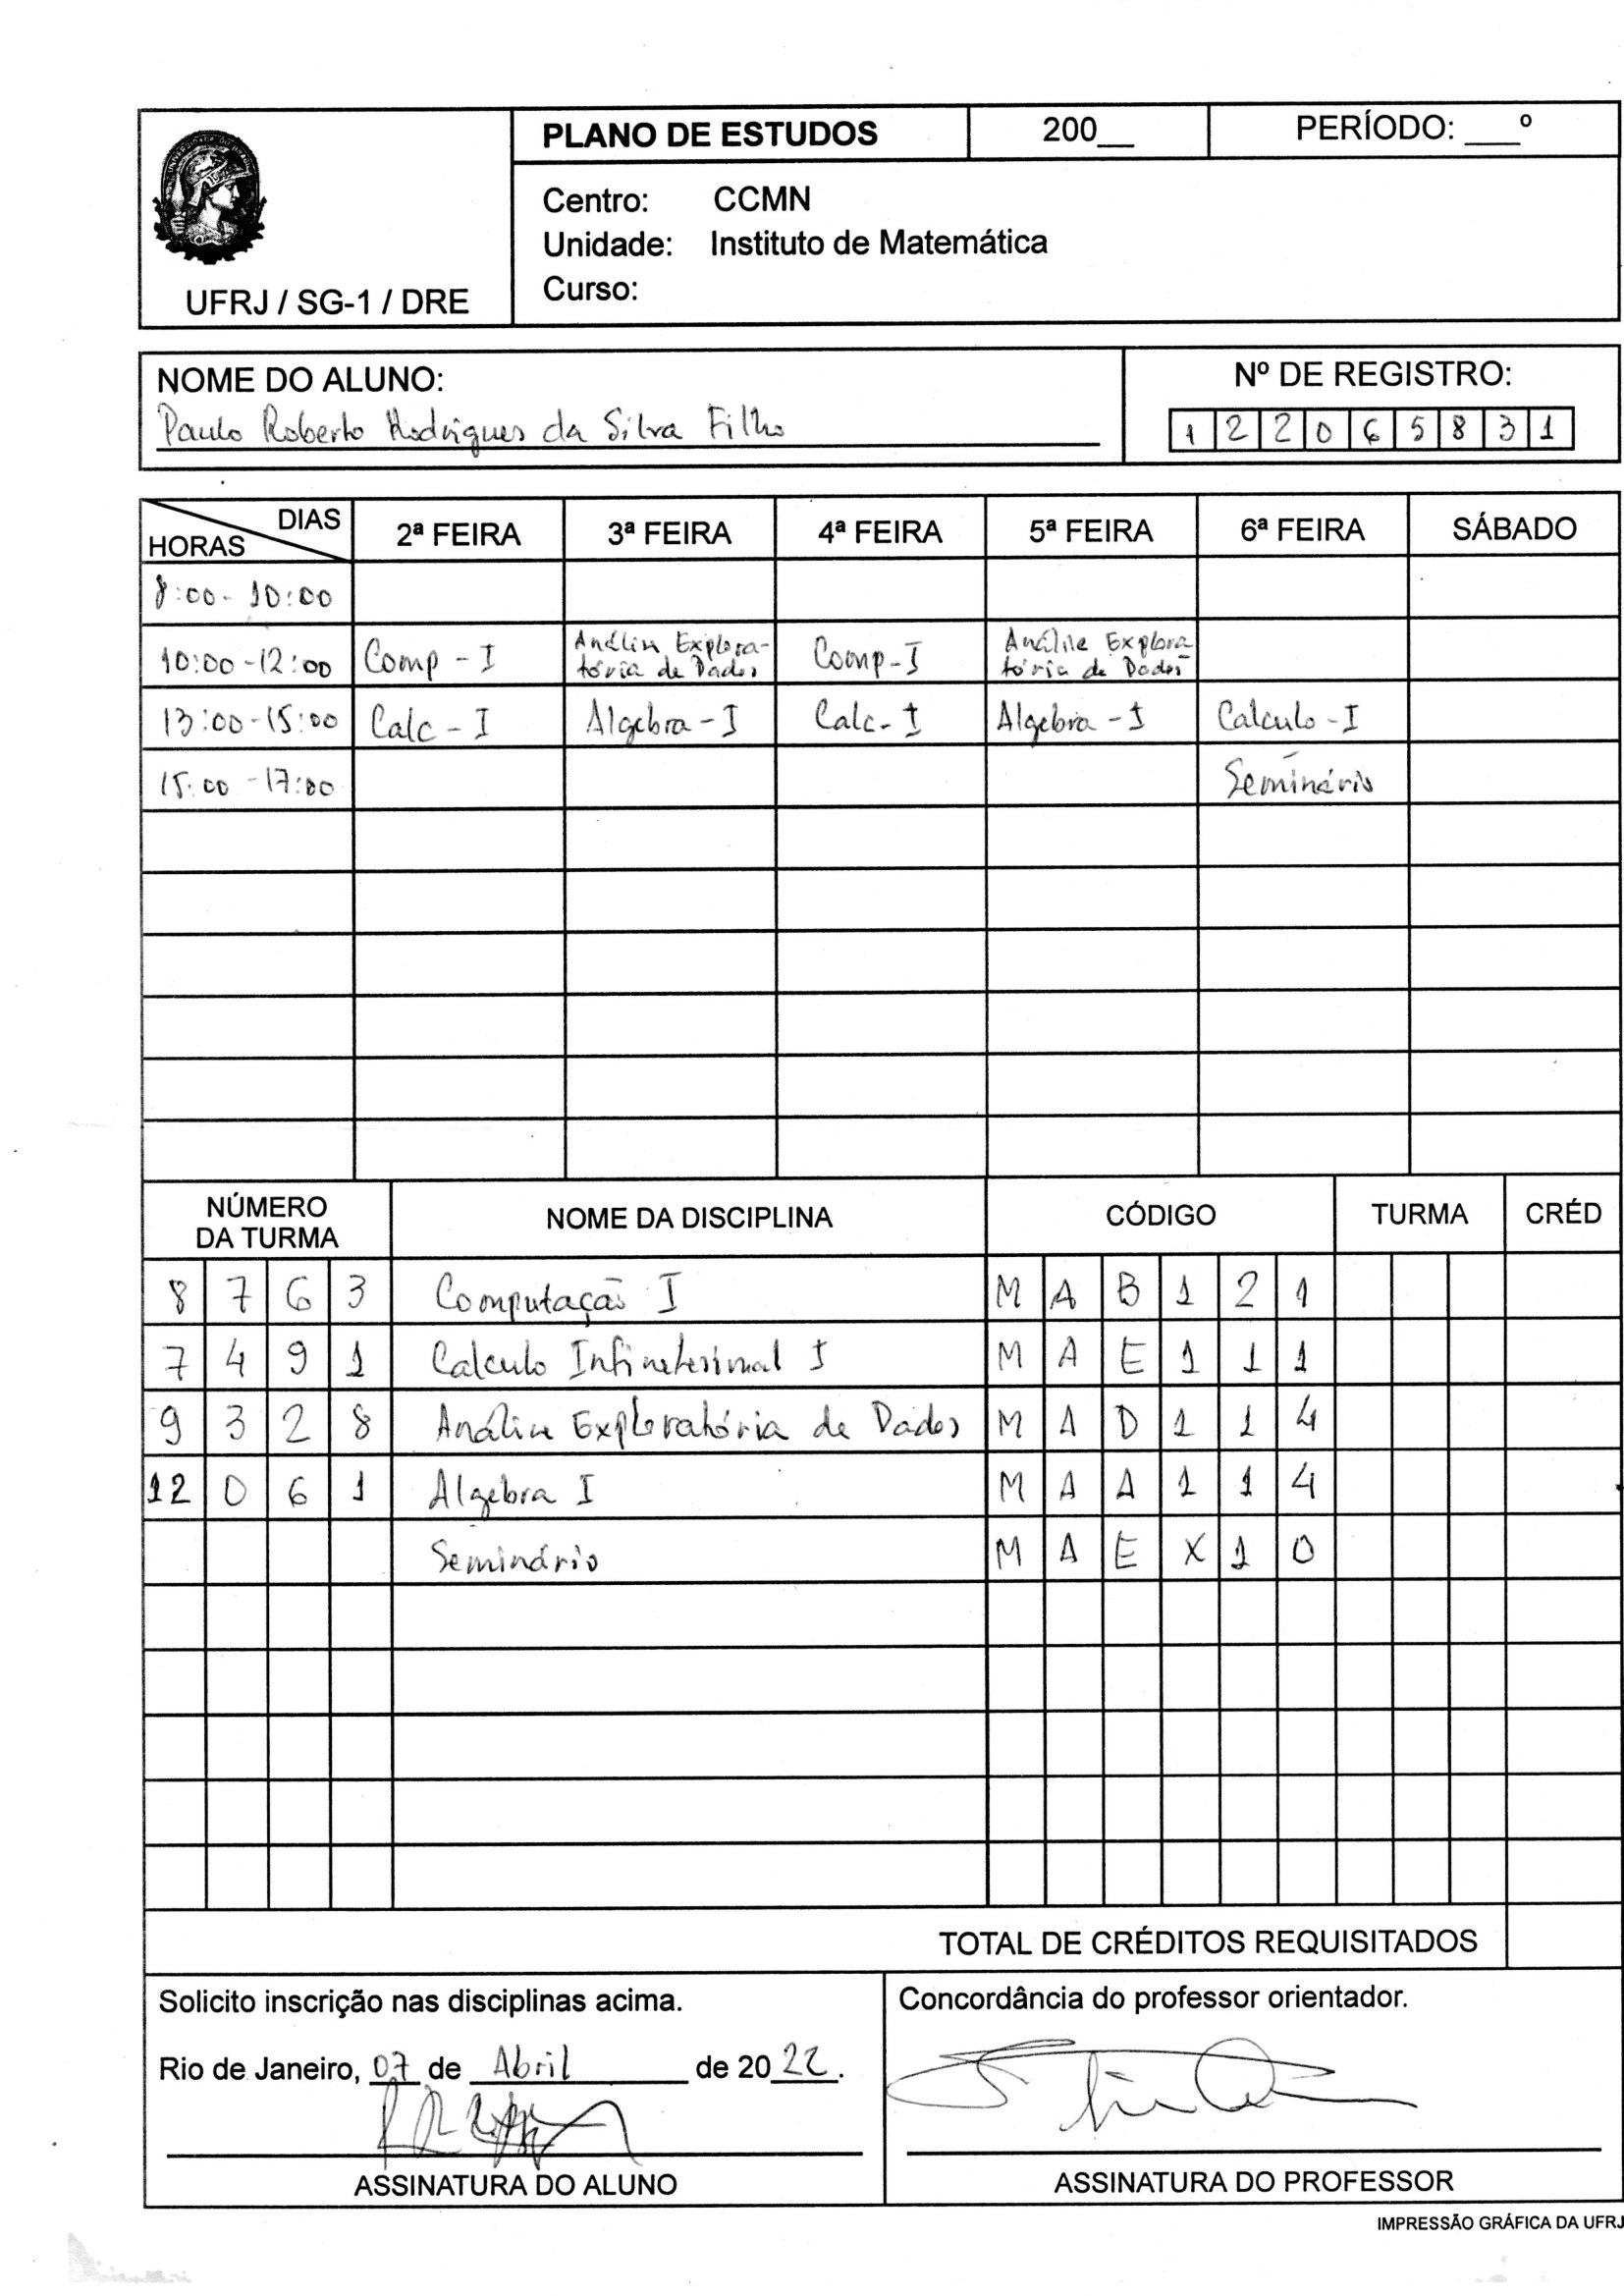 PLANO DE ESTUDOS 200__ PERÍODO: ___º
Centro: CCMN
Unidade: Instituto de Matemática
Curso:
UFRJ / SG-1 / DRE
NOME DO ALUNO: Nº DE REGISTRO:
Paulo Roberto Rodrigues da Silva Filho 1 2 2 0 6 5 8 3 1
DIAS HORAS 2ª FEIRA 3ª FEIRA 4ª FEIRA 5ª FEIRA 6ª FEIRA SÁBADO
8:00 - 10:00
10:00 - 12:00 Comp - I Análise Explora- Comp - I Análise Explora
tória de Dados tória de Dados
13:00 - 15:00 Calc - I Algebra - I Calc - I Algebra - I Calculo - I
15:00 - 17:00 Seminário
NÚMERO DA TURMA NOME DA DISCIPLINA CÓDIGO TURMA CRÉD
8 7 6 3 Computação I M A B 1 2 1
7 4 9 1 Calculo Infinetesimal I M A E 1 1 1
9 3 2 8 Análise Exploratória de Dados M A D 1 1 4
12 0 6 1 Algebra I M A A 1 1 4
Seminário M A E X 1 0
TOTAL DE CRÉDITOS REQUISITADOS
Solicito inscrição nas disciplinas acima.
Rio de Janeiro, 07 de Abril de 2022.
ASSINATURA DO ALUNO
Concordância do professor orientador.
ASSINATURA DO PROFESSOR
IMPRESSÃO GRÁFICA DA UFRJ